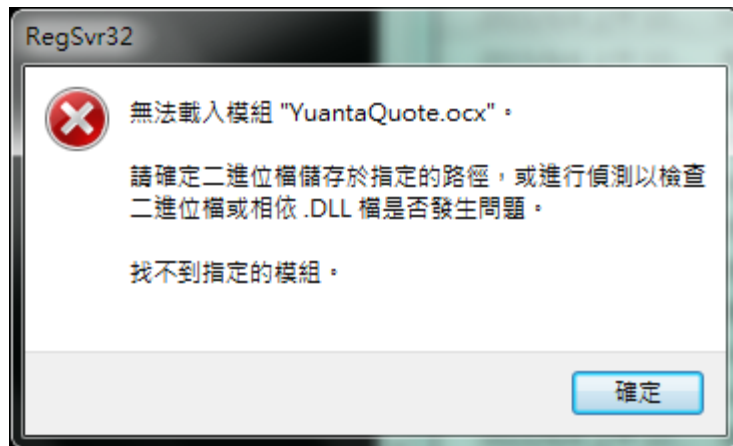 RegSvr32
無法載入模組 "YuantaQuote.ocx"。
請確定二進位檔儲存於指定的路徑，或進行偵測以檢查
二進位檔或相依 .DLL 檔是否發生問題。
找不到指定的模組。
確定